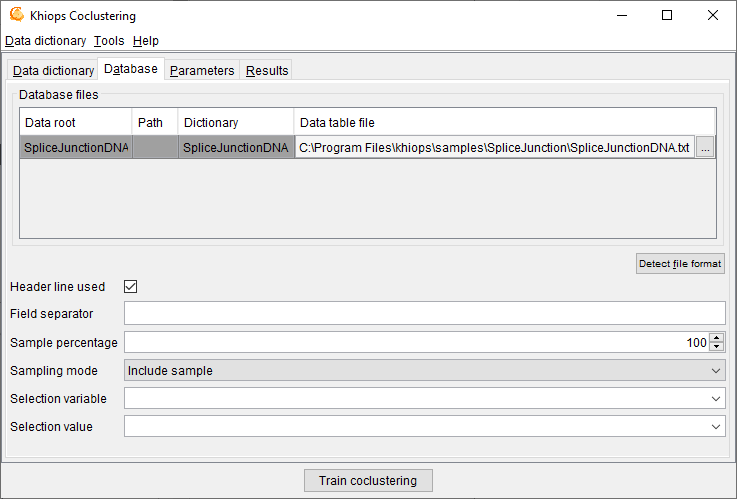 Khiops Coclustering
Data dictionary Tools Help
Data dictionary Database Parameters Results
Database files
Data root Path Dictionary Data table file
SpliceJunctionDNA SpliceJunctionDNA C:\Program Files\khiops\samples\SpliceJunction\SpliceJunctionDNA.txt ...
Detect file format
Header line used
Field separator
Sample percentage 100
Sampling mode Include sample
Selection variable
Selection value
Train coclustering